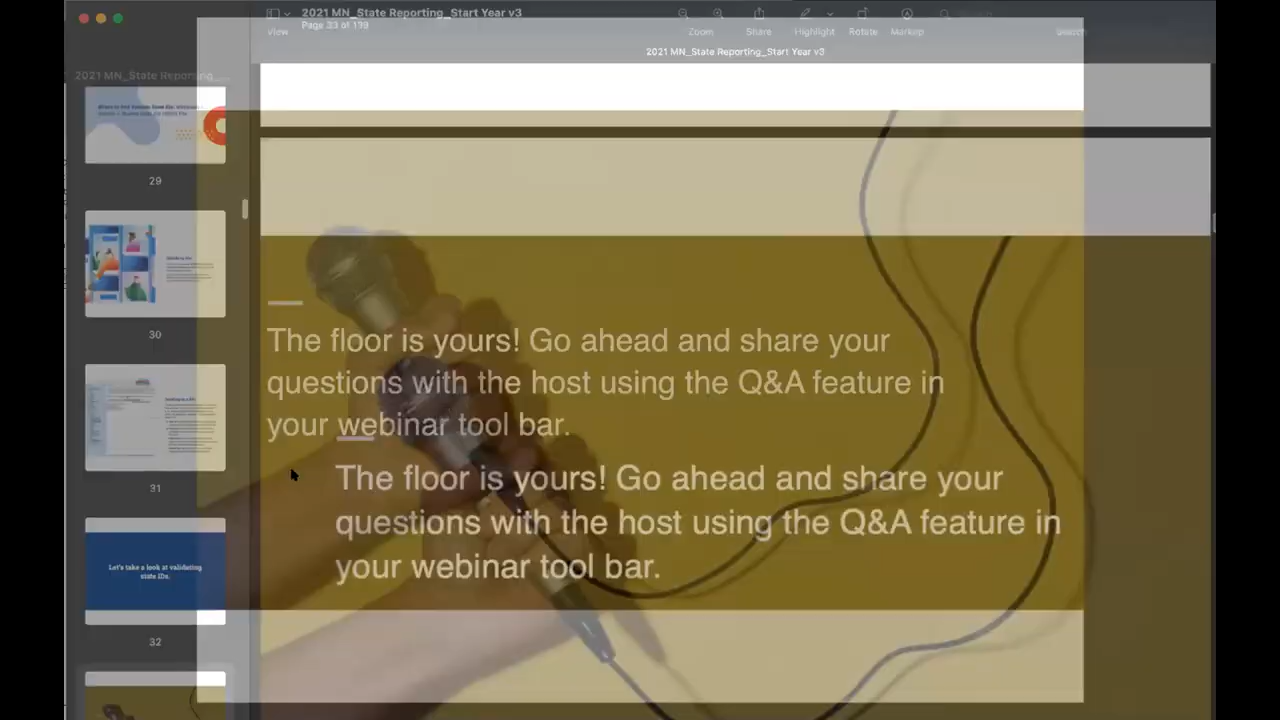 2021 MN_State Reporting_Start Year v3
Page 33 of 139
View
Zoom
Share
Highlight
Rotate
Markup
Search
2021 MN_State Reporting_Start Year v3
2021 MN_State Reporting_...
29
30
31
Let's take a look at validating
state IDs.
32
The floor is yours! Go ahead and share your
questions with the host using the Q&A feature in
your webinar tool bar.
The floor is yours! Go ahead and share your
questions with the host using the Q&A feature in
your webinar tool bar.